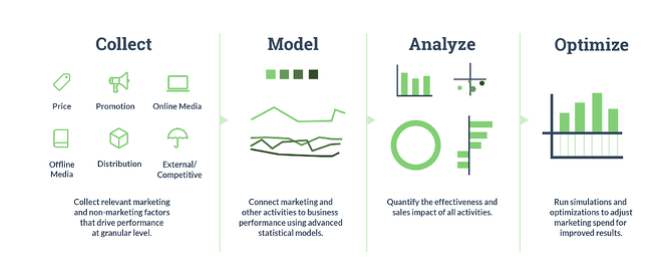 Collect
Price
Promotion
Online Media
Offline
Media
Distribution
External/
Competitive
Collect relevant marketing
and non-marketing factors
that drive performance
at granular level.
Model
Connect marketing and
other activities to business
performance using advanced
statistical models.
Analyze
Quantify the effectiveness and
sales impact of all activities.
Optimize
Run simulations and
optimizations to adjust
marketing spend for
improved results.